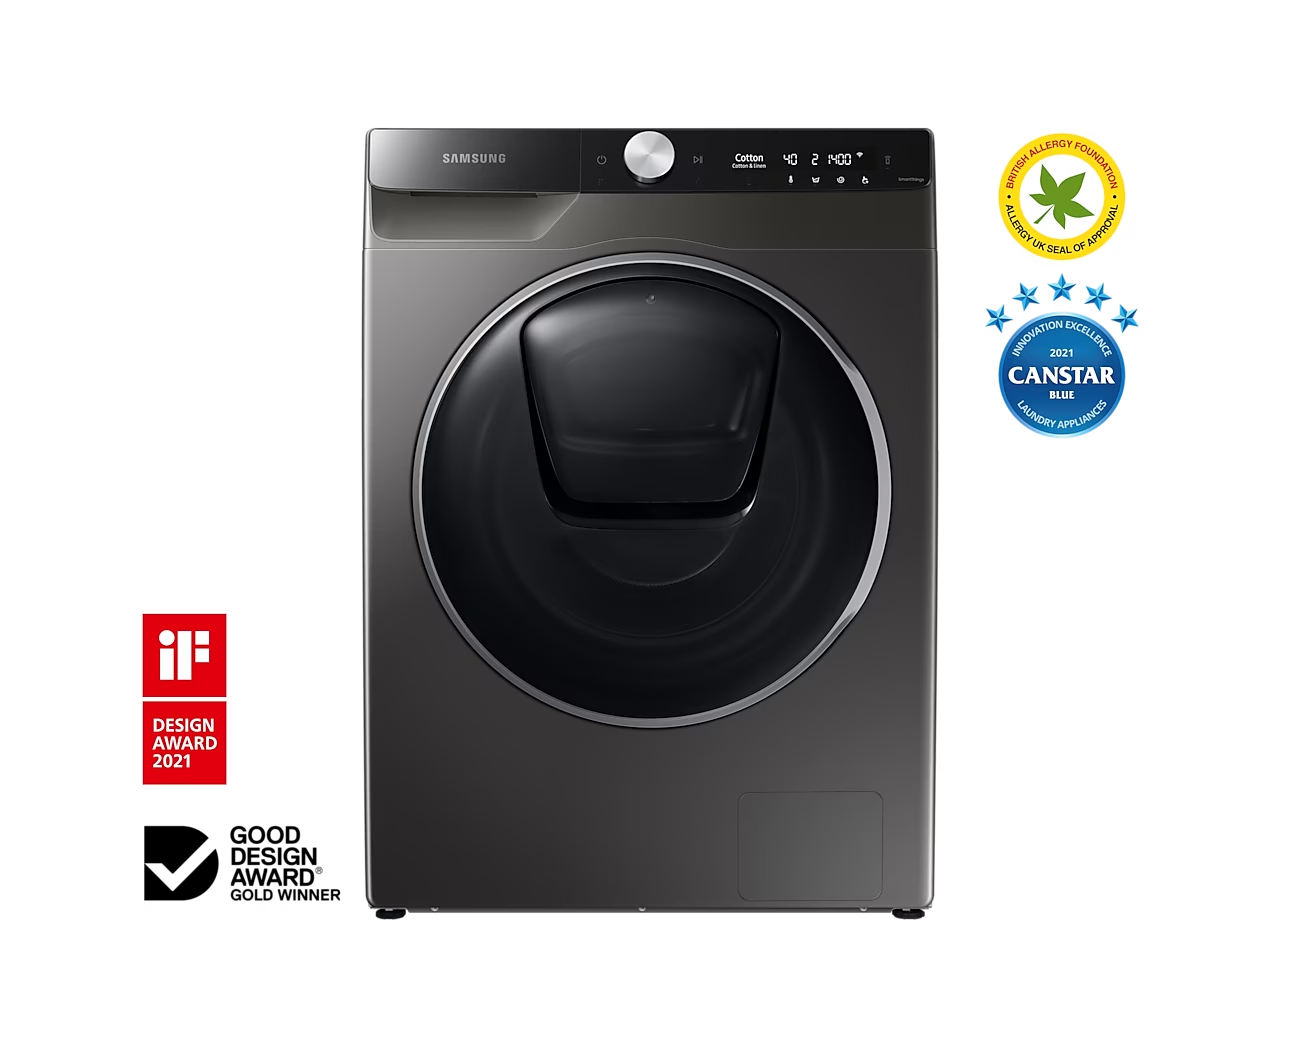 SAMSUNG
Cotton
Cotton & linen
40 2 1400
SmartThings
BRITISH ALLERGY FOUNDATION
ALLERGY UK SEAL OF APPROVAL
INNOVATION EXCELLENCE
2021
CANSTAR
BLUE
LAUNDRY APPLIANCES
iF
DESIGN
AWARD
2021
GOOD
DESIGN
AWARD®
GOLD WINNER